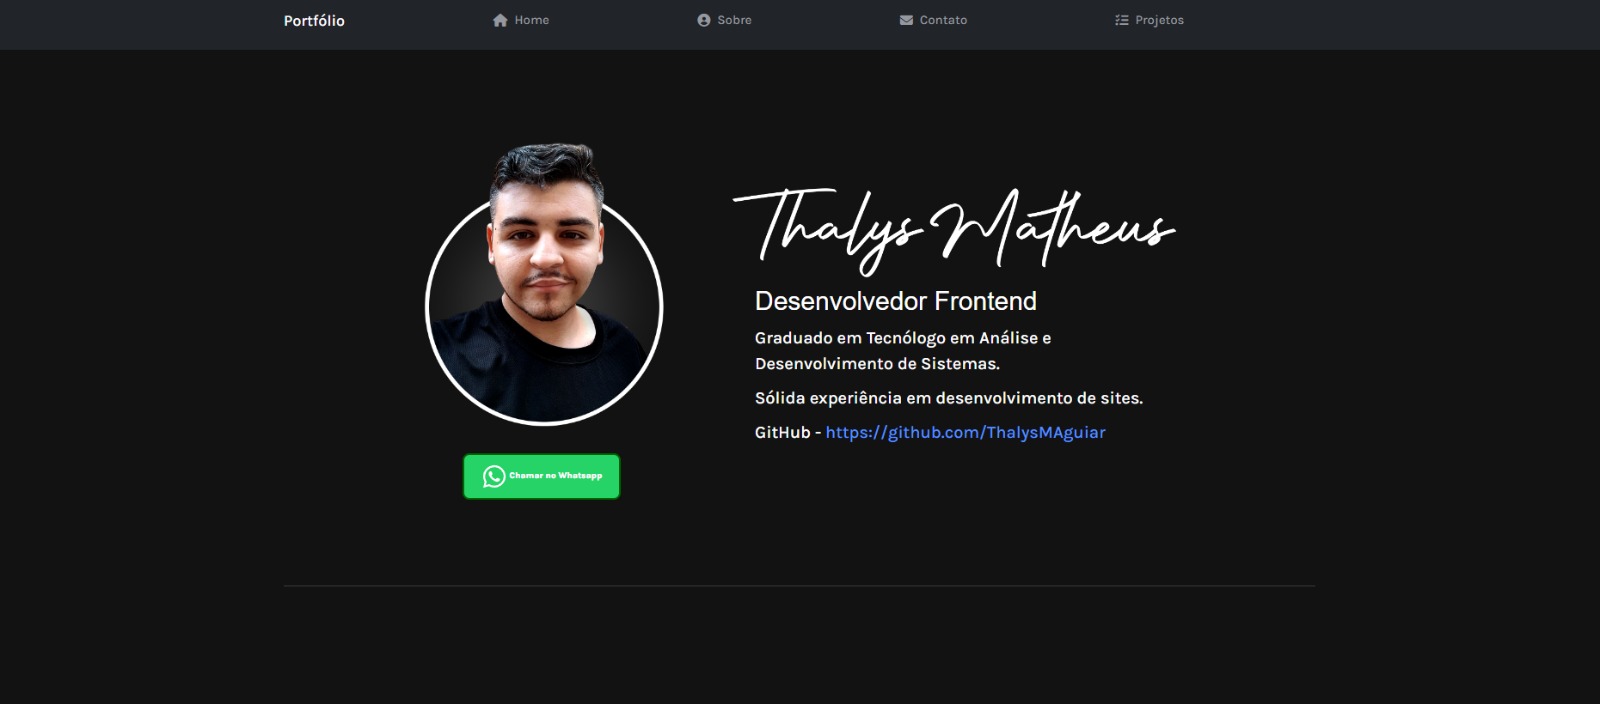 Portfólio Home Sobre Contato Projetos
Thalys Matheus
Desenvolvedor Frontend
Graduado em Tecnólogo em Análise e
Desenvolvimento de Sistemas.
Sólida experiência em desenvolvimento de sites.
GitHub - https://github.com/ThalysMAguiar
Chamar no Whatsapp